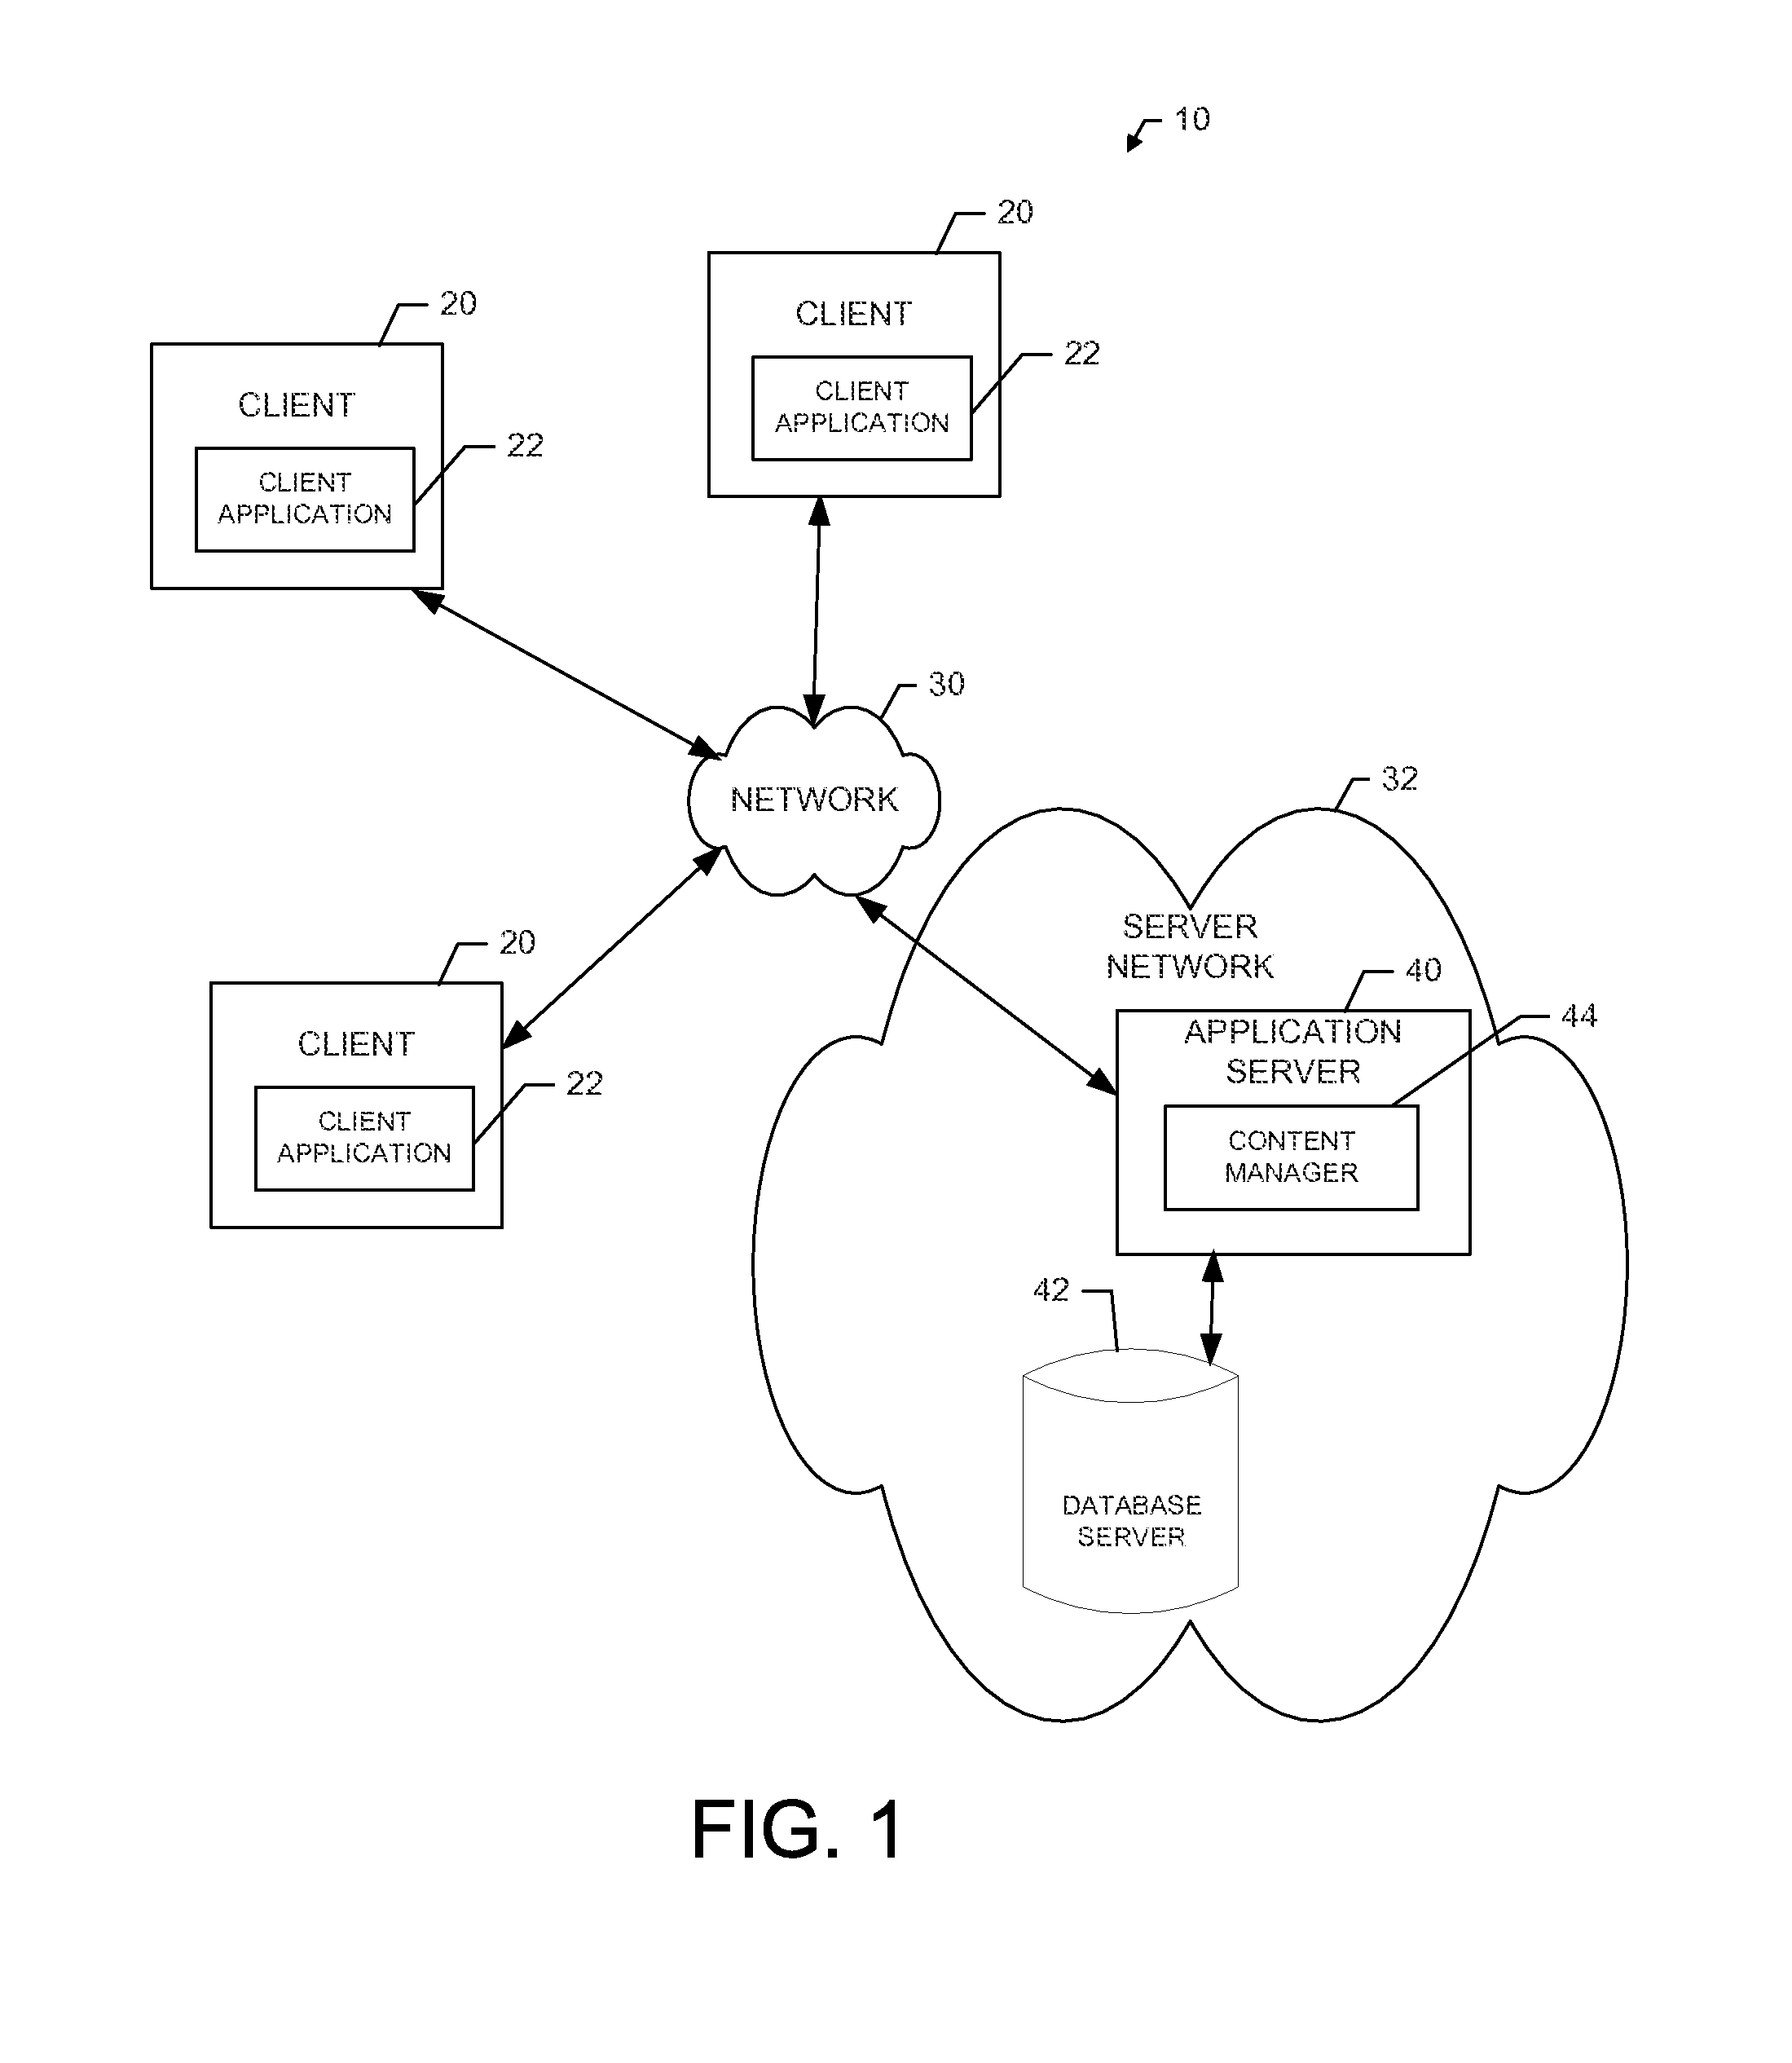 10
20
CLIENT
CLIENT
APPLICATION
22
20
CLIENT
CLIENT
APPLICATION
22
30
NETWORK
32
SERVER
NETWORK
20
CLIENT
CLIENT
APPLICATION
22
40
APPLICATION
SERVER
44
CONTENT
MANAGER
42
DATABASE
SERVER
FIG. 1